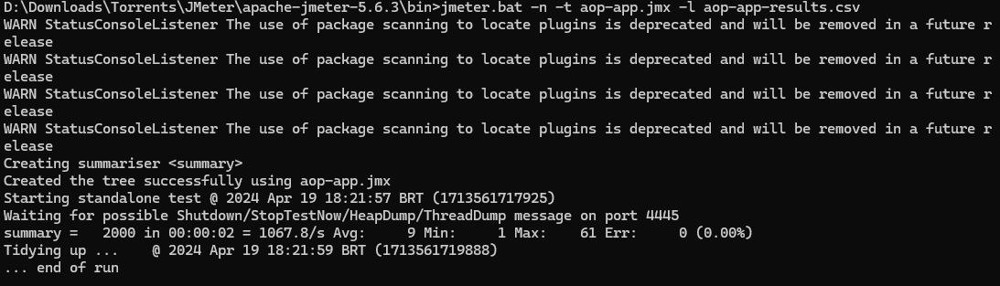 D:\Downloads\Torrents\JMeter\apache-jmeter-5.6.3\bin>jmeter.bat -n -t aop-app.jmx -l aop-app-results.csv
WARN StatusConsoleListener The use of package scanning to locate plugins is deprecated and will be removed in a future r
elease
WARN StatusConsoleListener The use of package scanning to locate plugins is deprecated and will be removed in a future r
elease
WARN StatusConsoleListener The use of package scanning to locate plugins is deprecated and will be removed in a future r
elease
WARN StatusConsoleListener The use of package scanning to locate plugins is deprecated and will be removed in a future r
elease
Creating summariser <summary>
Created the tree successfully using aop-app.jmx
Starting standalone test @ 2024 Apr 19 18:21:57 BRT (1713561717925)
Waiting for possible Shutdown/StopTestNow/HeapDump/ThreadDump message on port 4445
summary =   2000 in 00:00:02 = 1067.8/s Avg:     9 Min:     1 Max:    61 Err:     0 (0.00%)
Tidying up ...    @ 2024 Apr 19 18:21:59 BRT (1713561719888)
... end of run